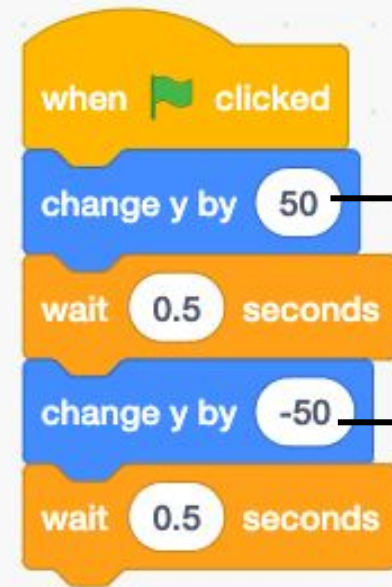 when clicked
change y by 50
wait 0.5 seconds
change y by -50
wait 0.5 seconds